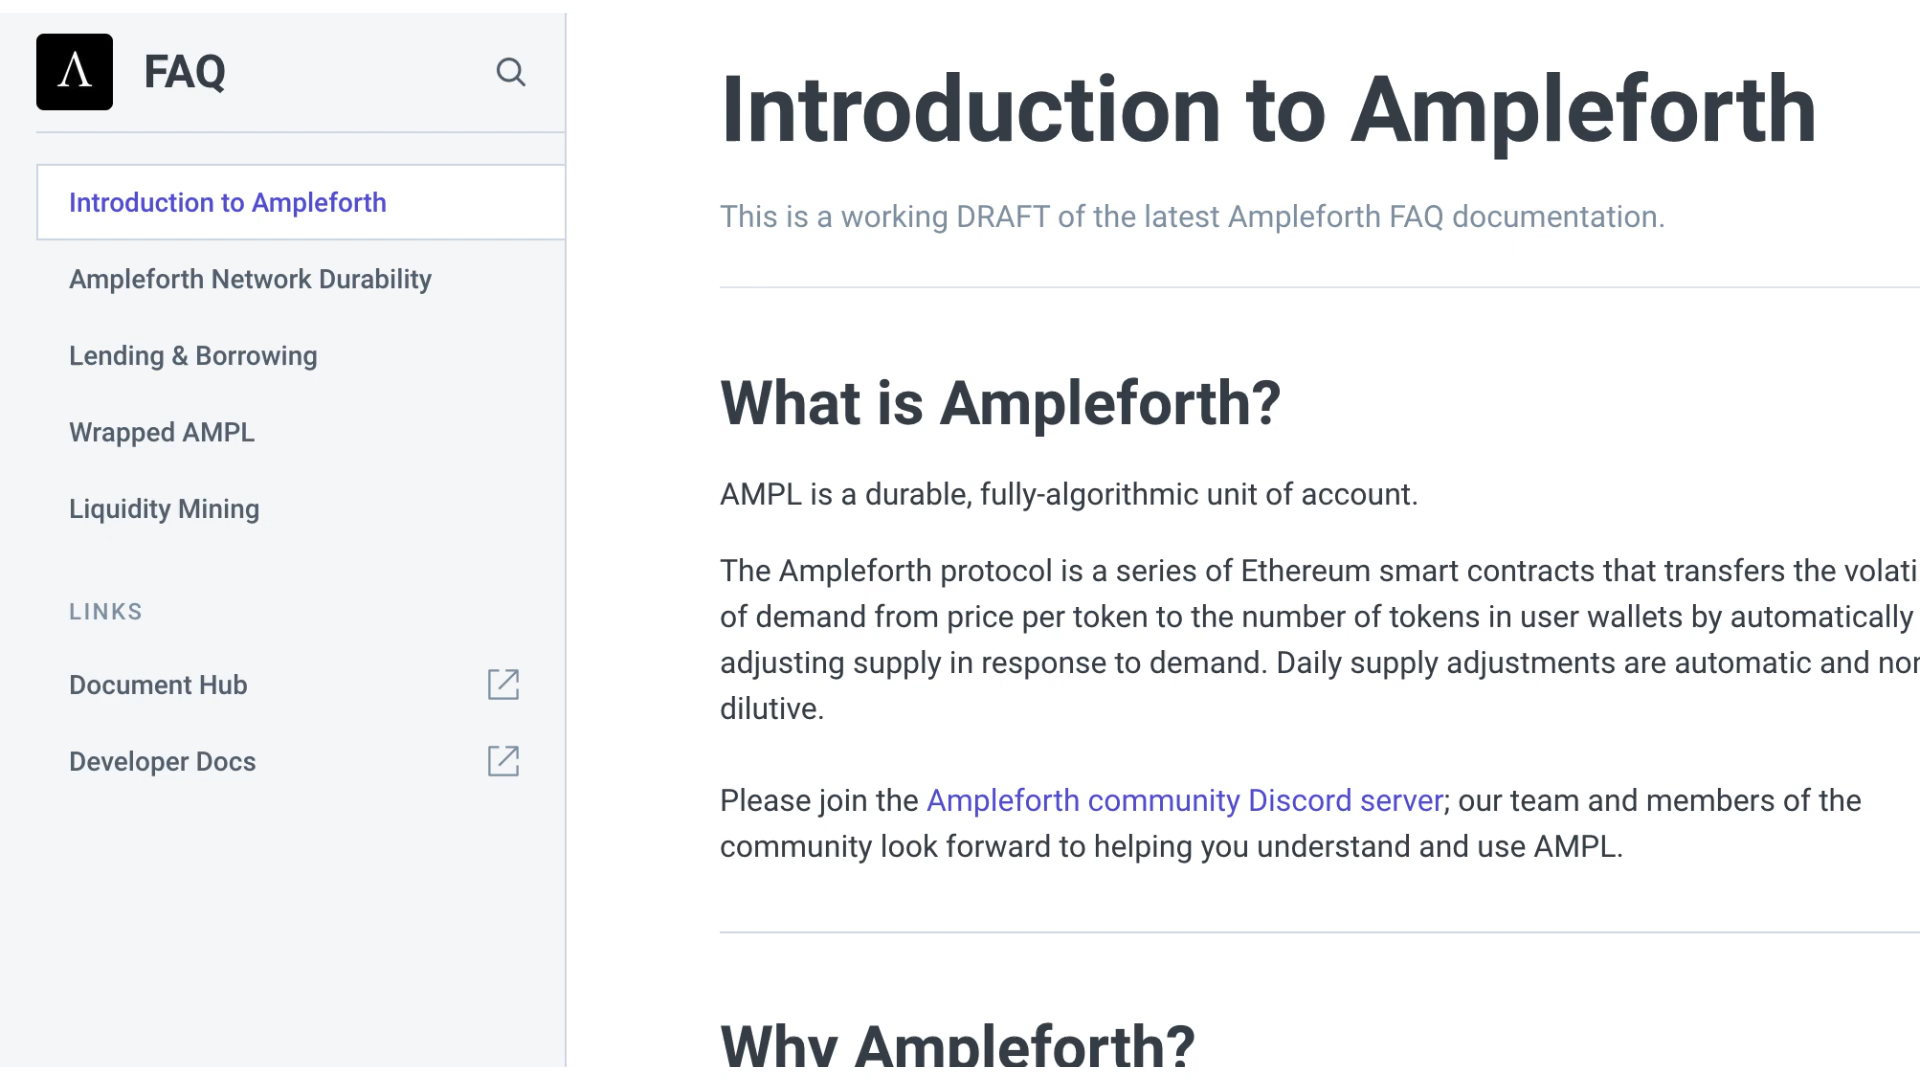 Λ FAQ
Introduction to Ampleforth
Ampleforth Network Durability
Lending & Borrowing
Wrapped AMPL
Liquidity Mining
LINKS
Document Hub
Developer Docs
Introduction to Ampleforth
This is a working DRAFT of the latest Ampleforth FAQ documentation.
What is Ampleforth?
AMPL is a durable, fully-algorithmic unit of account.
The Ampleforth protocol is a series of Ethereum smart contracts that transfers the volati
of demand from price per token to the number of tokens in user wallets by automatically
adjusting supply in response to demand. Daily supply adjustments are automatic and non
dilutive.
Please join the Ampleforth community Discord server; our team and members of the
community look forward to helping you understand and use AMPL.
Why Ampleforth?